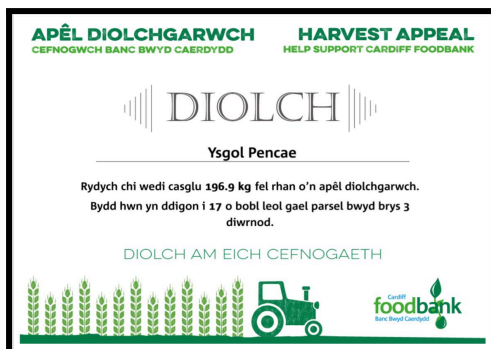 APÊL DIOLCHGARWCH
CEFNOGWCH BANC BWYD CAERDYDD
HARVEST APPEAL
HELP SUPPORT CARDIFF FOODBANK
DIOLCH
Ysgol Pencae
Rydych chi wedi casglu 196.9 kg fel rhan o'n apêl diolchgarwch.
Bydd hwn yn ddigon i 17 o bobl leol gael parsel bwyd brys 3
diwrnod.
DIOLCH AM EICH CEFNOGAETH
Cardiff
foodbank
Banc Bwyd Caerdydd